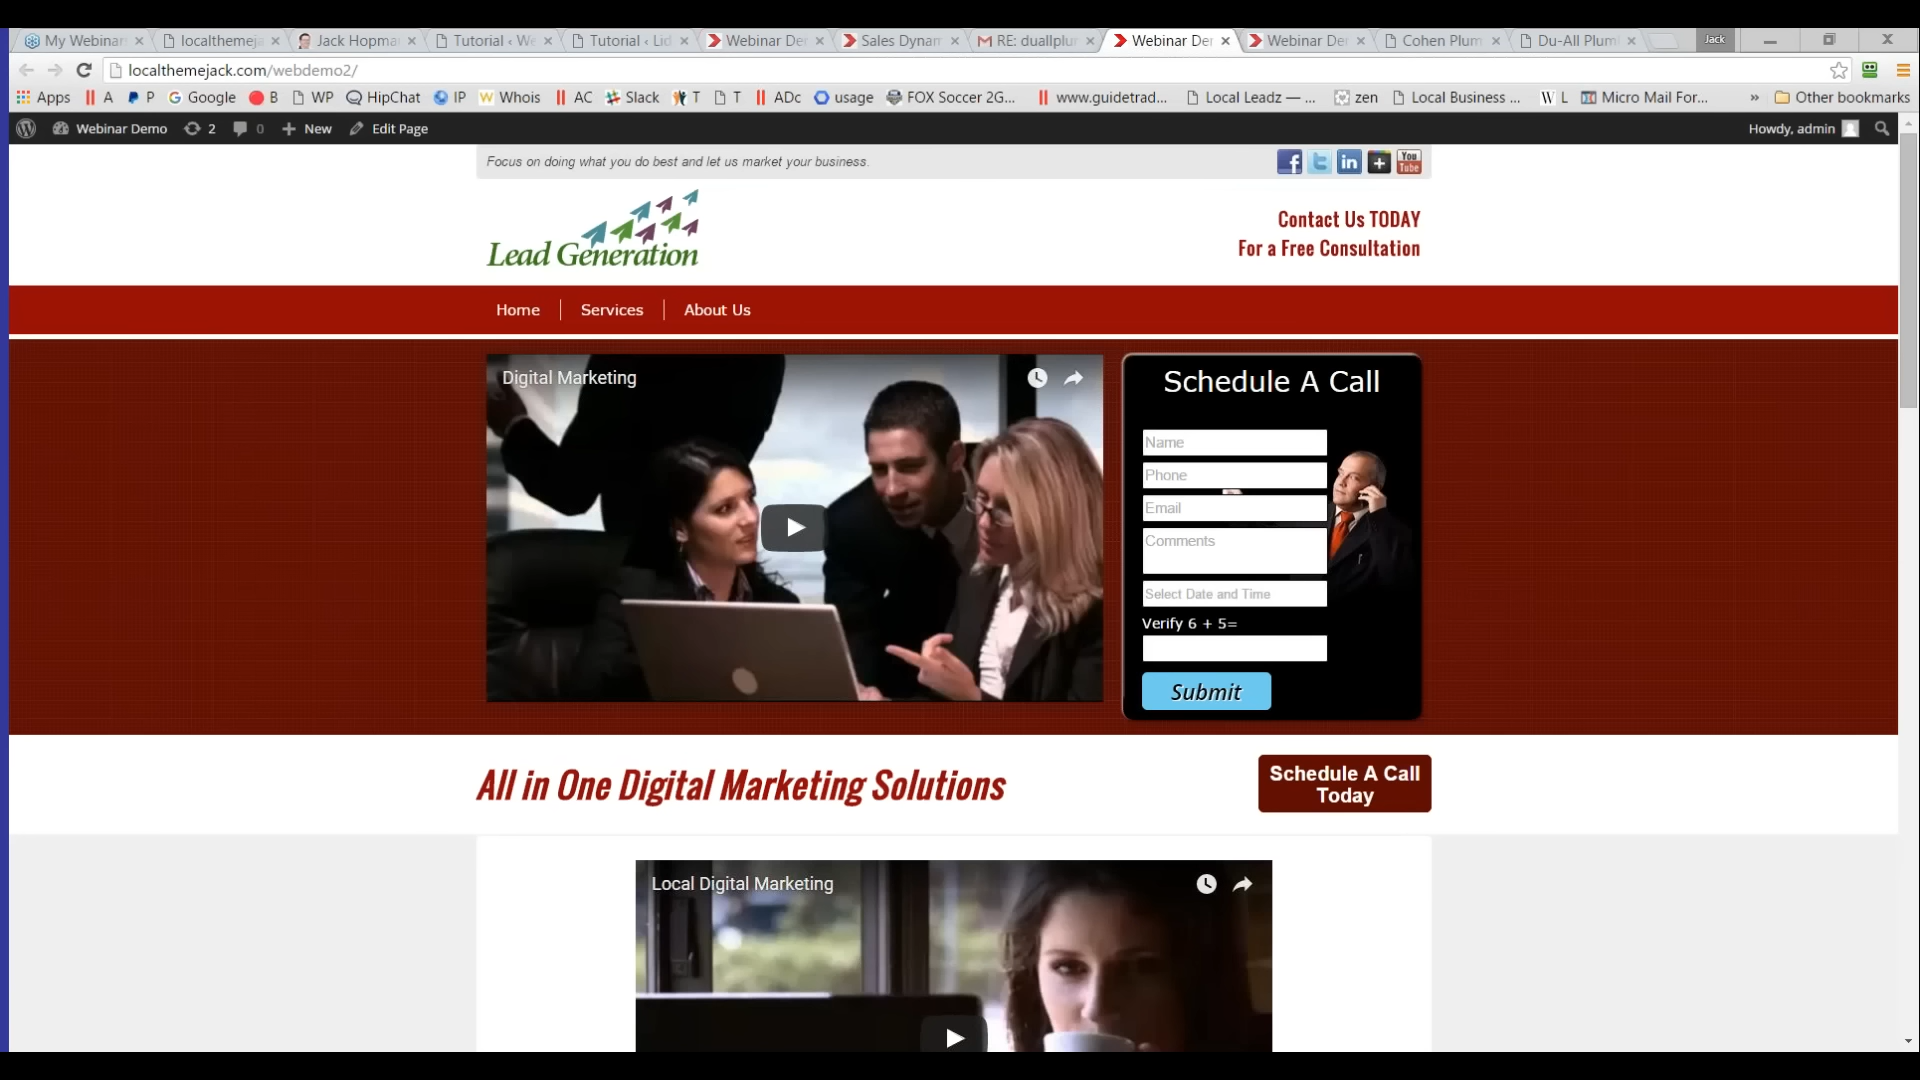 My Webinar
localthemeja
Jack Hopma
Tutorial ‹ We
Tutorial ‹ Lid
Webinar De
Sales Dynam
RE: duallplu
Webinar De
Webinar De
Cohen Plum
Du-All Plum
Jack
localthemejack.com/webdemo2/
Apps
A
P
Google
B
WP
HipChat
IP
Whois
AC
Slack
T
T
ADc
usage
FOX Soccer 2G...
www.guidetrad...
Local Leadz — ...
zen
Local Business ...
W L
Micro Mail For...
»
Other bookmarks
Webinar Demo
2
0
New
Edit Page
Howdy, admin
Focus on doing what you do best and let us market your business.
You
Tube
Lead Generation
Contact Us TODAY
For a Free Consultation
Home
Services
About Us
Digital Marketing
Schedule A Call
Name
Phone
Email
Comments
Select Date and Time
Verify 6 + 5=
Submit
All in One Digital Marketing Solutions
Schedule A Call
Today
Local Digital Marketing